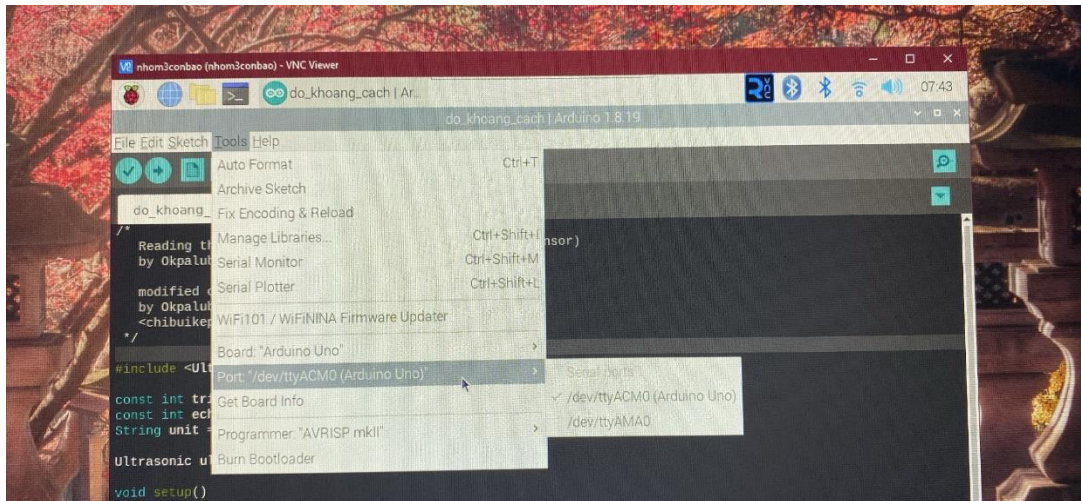 V2 nhom3conbao (nhom3conbao) - VNC Viewer
do_khoang_cach | Ar...
07:43
do_khoang_cach | Arduino 1.8.19
File Edit Sketch Tools Help
Auto Format Ctrl+T
Archive Sketch
do_khoang_
Fix Encoding & Reload
Manage Libraries... Ctrl+Shift+I
Serial Monitor Ctrl+Shift+M
Serial Plotter Ctrl+Shift+L
WiFi101 / WiFiNINA Firmware Updater
Board: "Arduino Uno"
Port: "/dev/ttyACM0 (Arduino Uno)"
Serial ports
/dev/ttyACM0 (Arduino Uno)
/dev/ttyAMA0
Get Board Info
Programmer: "AVRISP mkII"
Burn Bootloader
/*
Reading th nsor)
by Okpalu
modified
by Okpalu
<chibuikep
*/
#include <Ult
const int tri
const int ech
String unit =
Ultrasonic u
void setup()